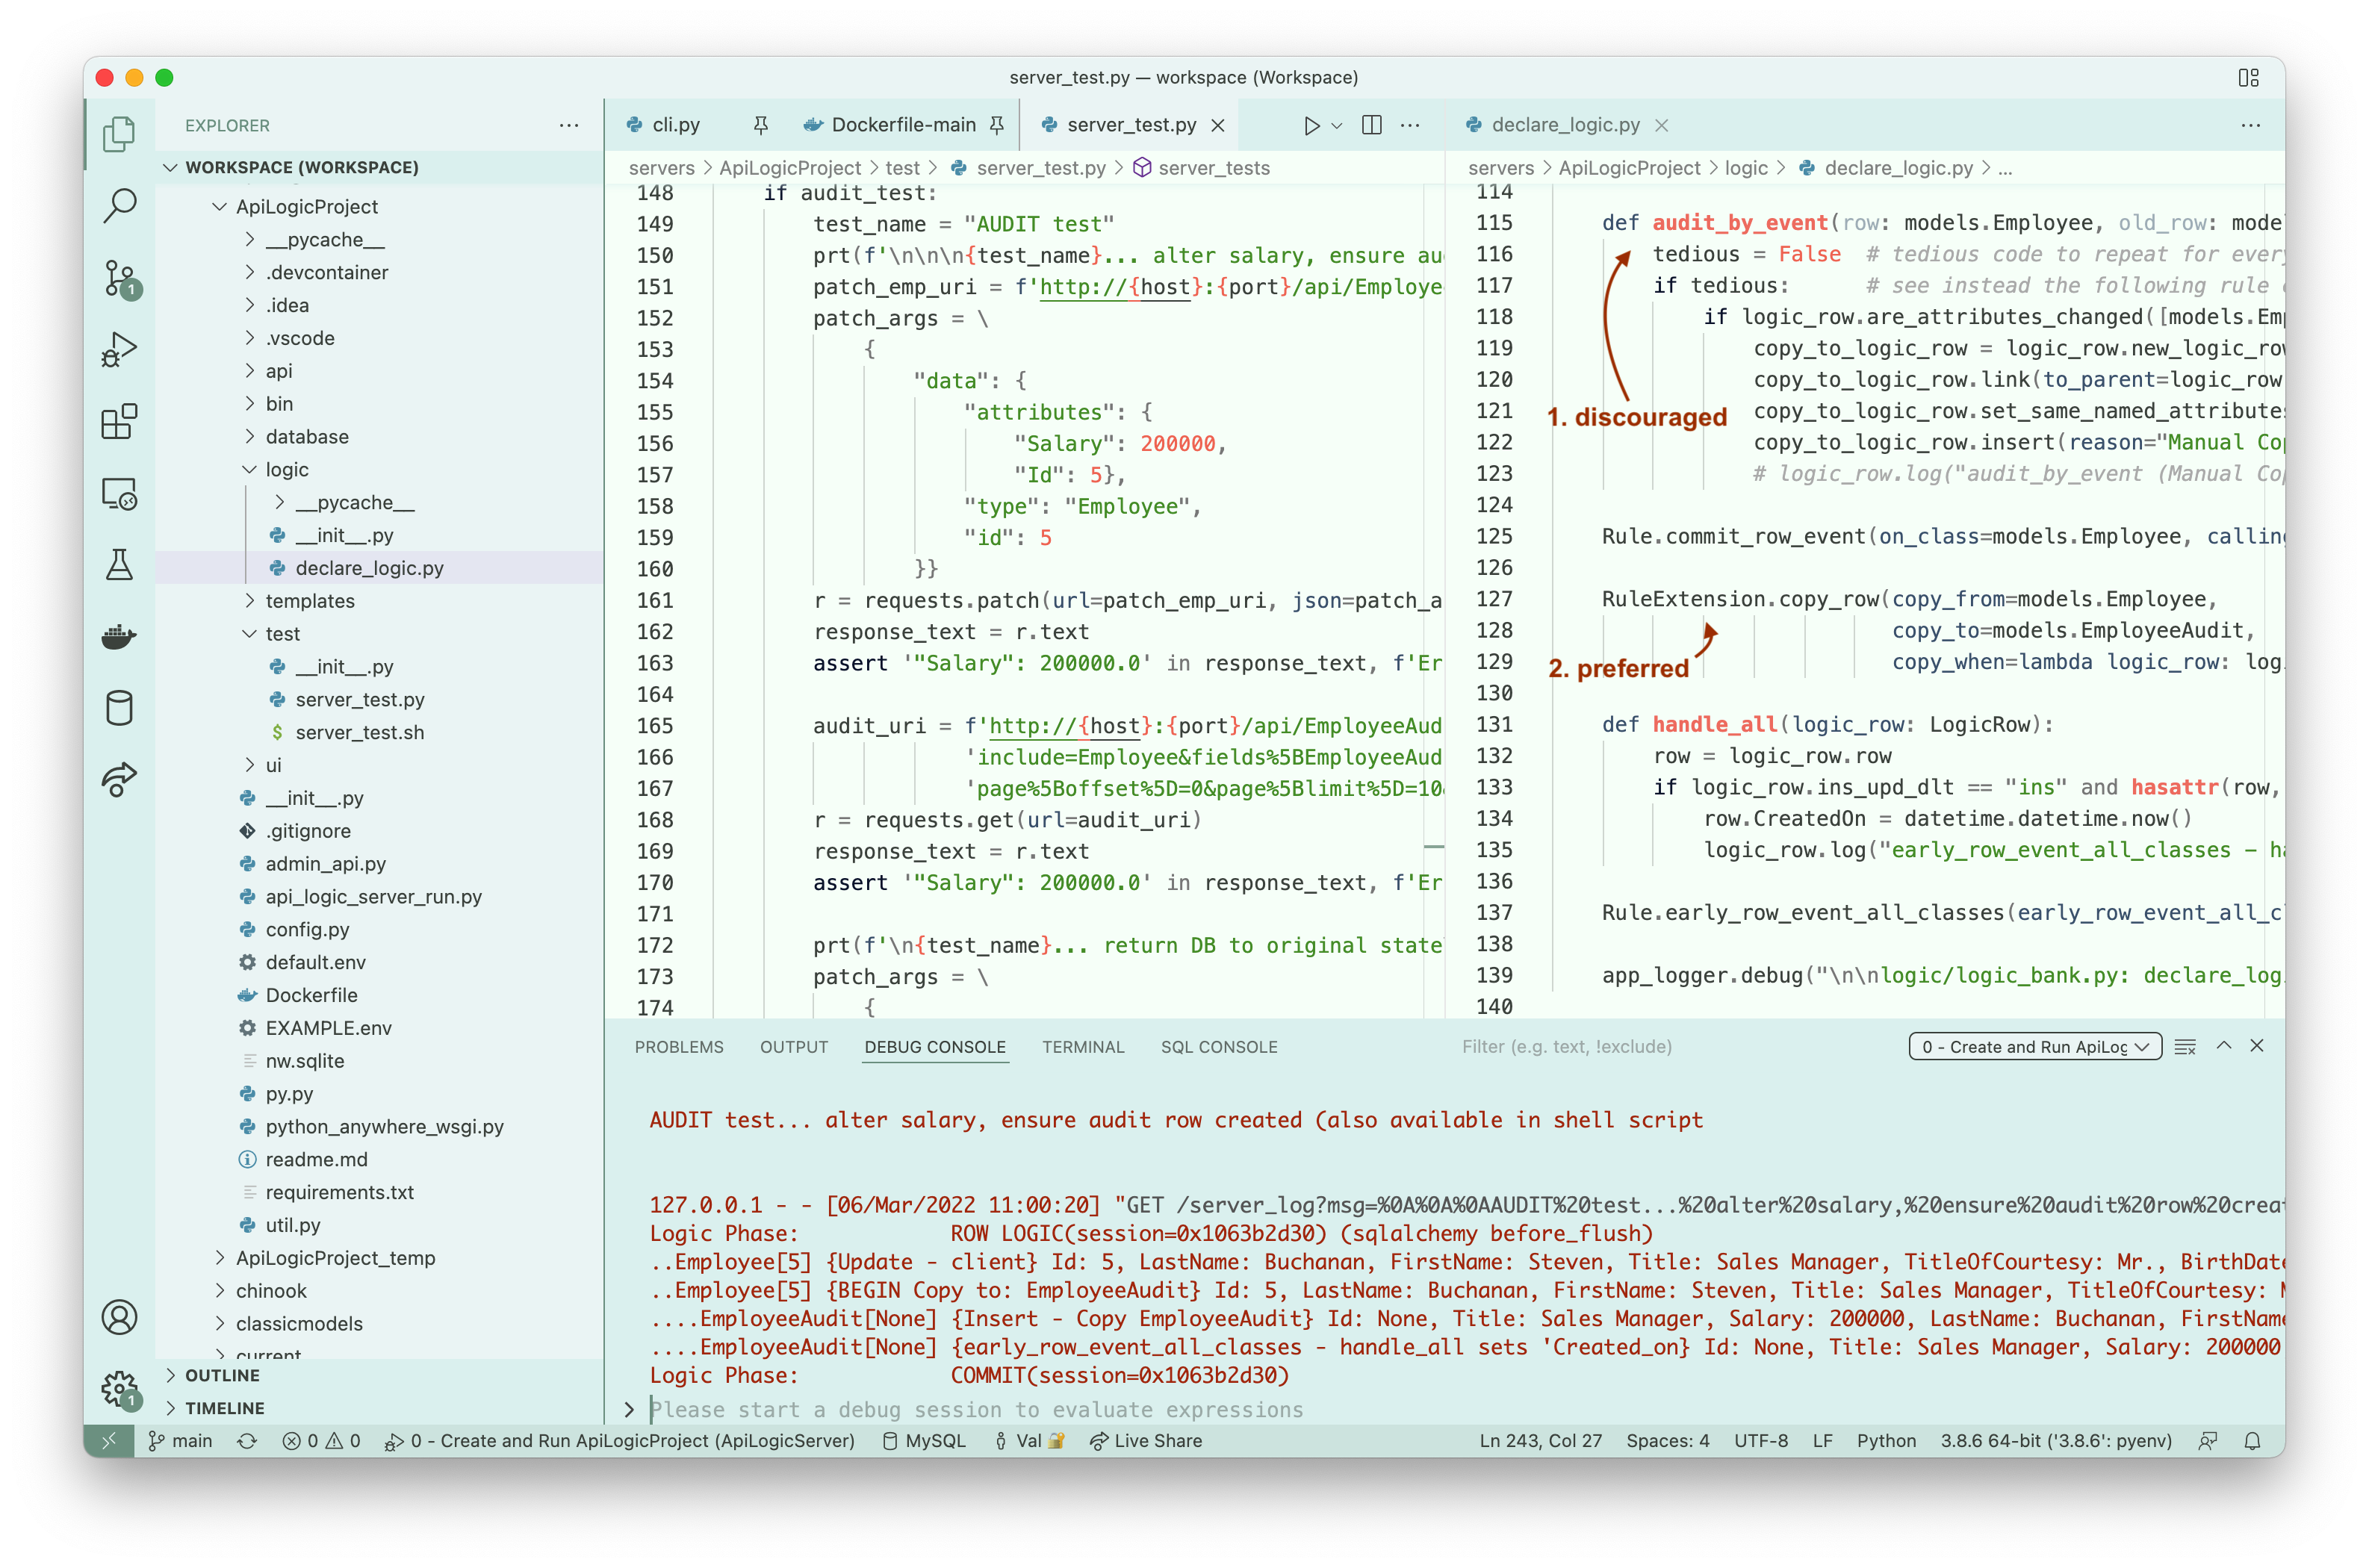 server_test.py — workspace (Workspace)
EXPLORER
WORKSPACE (WORKSPACE)
ApiLogicProject
__pycache__
.devcontainer
.idea
.vscode
api
bin
database
logic
__pycache__
__init__.py
declare_logic.py
templates
test
__init__.py
server_test.py
$ server_test.sh
ui
__init__.py
.gitignore
admin_api.py
api_logic_server_run.py
config.py
default.env
Dockerfile
EXAMPLE.env
nw.sqlite
py.py
python_anywhere_wsgi.py
readme.md
requirements.txt
util.py
ApiLogicProject_temp
chinook
classicmodels
current
OUTLINE
TIMELINE
1
1
cli.py Dockerfile-main server_test.py
servers > ApiLogicProject > test > server_test.py > server_tests
148 if audit_test:
149 test_name = "AUDIT test"
150 prt(f'\n\n\n{test_name}... alter salary, ensure au
151 patch_emp_uri = f'http://{host}:{port}/api/Employe
152 patch_args = \
153 {
154 "data": {
155 "attributes": {
156 "Salary": 200000,
157 "Id": 5},
158 "type": "Employee",
159 "id": 5
160 }}
161 r = requests.patch(url=patch_emp_uri, json=patch_a
162 response_text = r.text
163 assert '"Salary": 200000.0' in response_text, f'Er
164
165 audit_uri = f'http://{host}:{port}/api/EmployeeAud
166 'include=Employee&fields%5BEmployeeAud
167 'page%5Boffset%5D=0&page%5Blimit%5D=10&
168 r = requests.get(url=audit_uri)
169 response_text = r.text
170 assert '"Salary": 200000.0' in response_text, f'Er
171
172 prt(f'\n{test_name}... return DB to original state
173 patch_args = \
174 {
declare_logic.py
servers > ApiLogicProject > logic > declare_logic.py > ...
114
115 def audit_by_event(row: models.Employee, old_row: mode
116 tedious = False # tedious code to repeat for every
117 if tedious: # see instead the following rule
118 if logic_row.are_attributes_changed([models.Em
119 copy_to_logic_row = logic_row.new_logic_row
120 copy_to_logic_row.link(to_parent=logic_row
121 copy_to_logic_row.set_same_named_attributes
122 copy_to_logic_row.insert(reason="Manual Co
123 # logic_row.log("audit_by_event (Manual Co
124
125 Rule.commit_row_event(on_class=models.Employee, calling
126
127 RuleExtension.copy_row(copy_from=models.Employee,
128 copy_to=models.EmployeeAudit,
129 copy_when=lambda logic_row: log
130
131 def handle_all(logic_row: LogicRow):
132 row = logic_row.row
133 if logic_row.ins_upd_dlt == "ins" and hasattr(row,
134 row.CreatedOn = datetime.datetime.now()
135 logic_row.log("early_row_event_all_classes – ha
136
137 Rule.early_row_event_all_classes(early_row_event_all_cl
138
139 app_logger.debug("\n\nlogic/logic_bank.py: declare_log
140
1. discouraged
2. preferred
PROBLEMS OUTPUT DEBUG CONSOLE TERMINAL SQL CONSOLE Filter (e.g. text, !exclude) 0 - Create and Run ApiLog
AUDIT test... alter salary, ensure audit row created (also available in shell script
127.0.0.1 - - [06/Mar/2022 11:00:20] "GET /server_log?msg=%0A%0A%0AAUDIT%20test...%20alter%20salary,%20ensure%20audit%20row%20creat
Logic Phase: ROW LOGIC(session=0x1063b2d30) (sqlalchemy before_flush)
..Employee[5] {Update - client} Id: 5, LastName: Buchanan, FirstName: Steven, Title: Sales Manager, TitleOfCourtesy: Mr., BirthDate
..Employee[5] {BEGIN Copy to: EmployeeAudit} Id: 5, LastName: Buchanan, FirstName: Steven, Title: Sales Manager, TitleOfCourtesy: M
....EmployeeAudit[None] {Insert - Copy EmployeeAudit} Id: None, Title: Sales Manager, Salary: 200000, LastName: Buchanan, FirstName
....EmployeeAudit[None] {early_row_event_all_classes - handle_all sets 'Created_on} Id: None, Title: Sales Manager, Salary: 200000
Logic Phase: COMMIT(session=0x1063b2d30)
> Please start a debug session to evaluate expressions
main 0 0 0 - Create and Run ApiLogicProject (ApiLogicServer) MySQL Val Live Share Ln 243, Col 27 Spaces: 4 UTF-8 LF Python 3.8.6 64-bit ('3.8.6': pyenv)